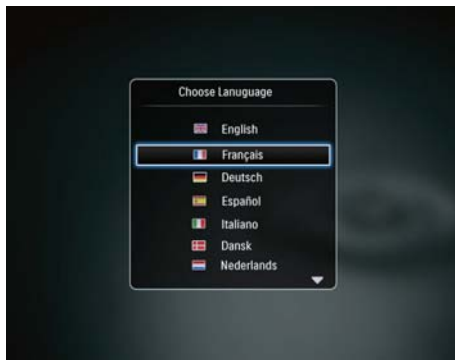 Choose Lanuguage
English
Français
Deutsch
Español
Italiano
Dansk
Nederlands